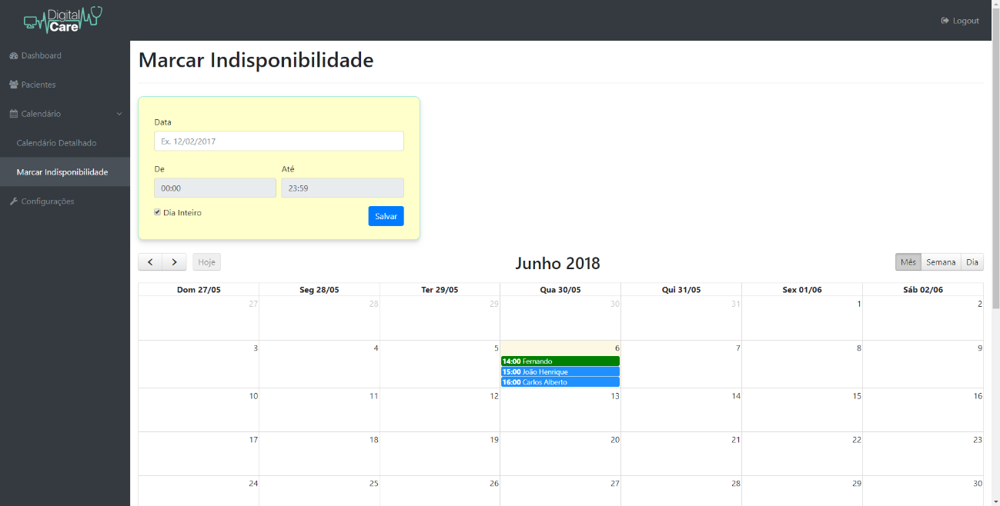 Digital
Care
Logout
Dashboard
Pacientes
Calendário
Calendário Detalhado
Marcar Indisponibilidade
Configurações
Marcar Indisponibilidade
Data
Ex. 12/02/2017
De Até
00:00 23:59
Dia Inteiro Salvar
Hoje Junho 2018 Mês Semana Dia
Dom 27/05 Seg 28/05 Ter 29/05 Qua 30/05 Qui 31/05 Sex 01/06 Sáb 02/06
27 28 29 30 31 1 2
3 4 5 6 7 8 9
14:00 Fernando
15:00 João Henrique
16:00 Carlos Alberto
10 11 12 13 14 15 16
17 18 19 20 21 22 23
24 25 26 27 28 29 30